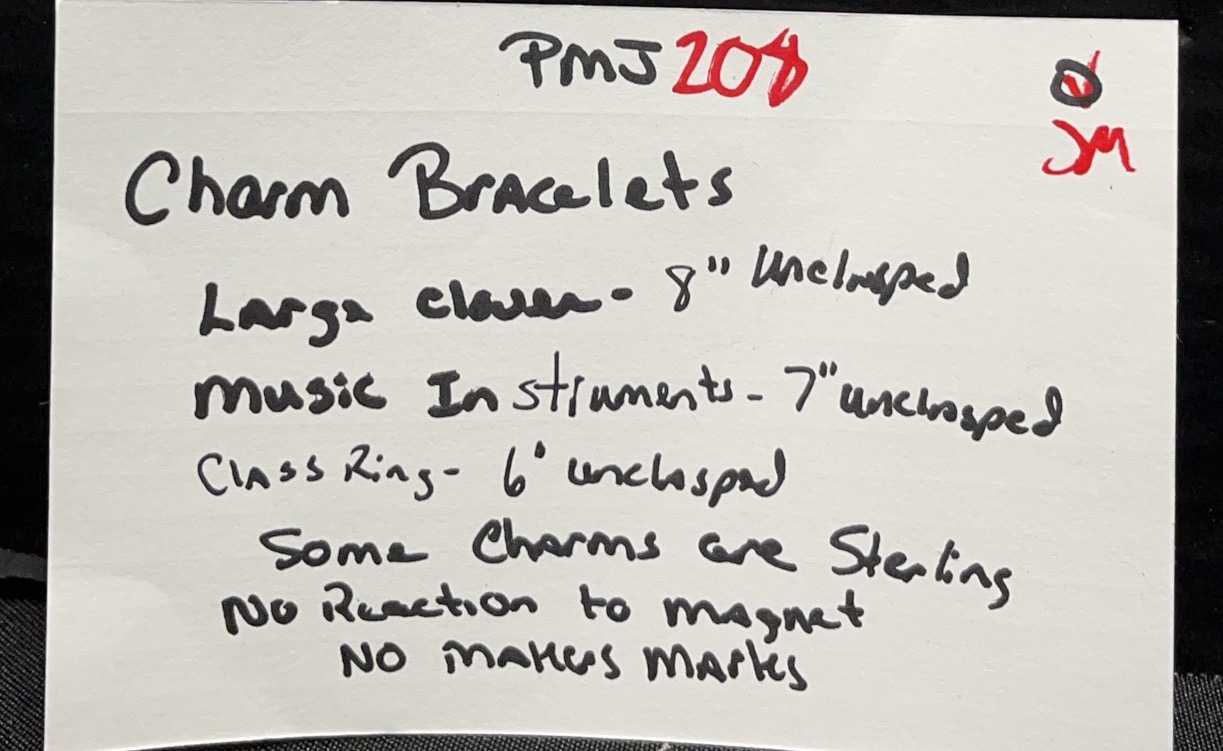 PMJ 208
JM
Charm Bracelets
Large - 8" Unclasped
Music Instruments - 7" unclasped
Class Ring - 6' unclasped
Some Charms are Sterling
No Reaction to magnet
No makers marks